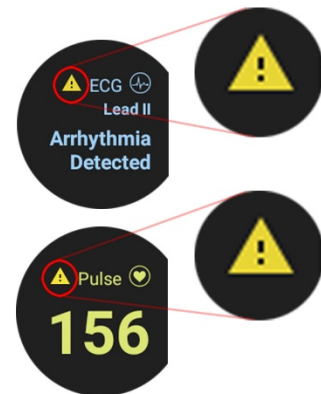 ECG
Lead II
Arrhythmia
Detected
Pulse
156